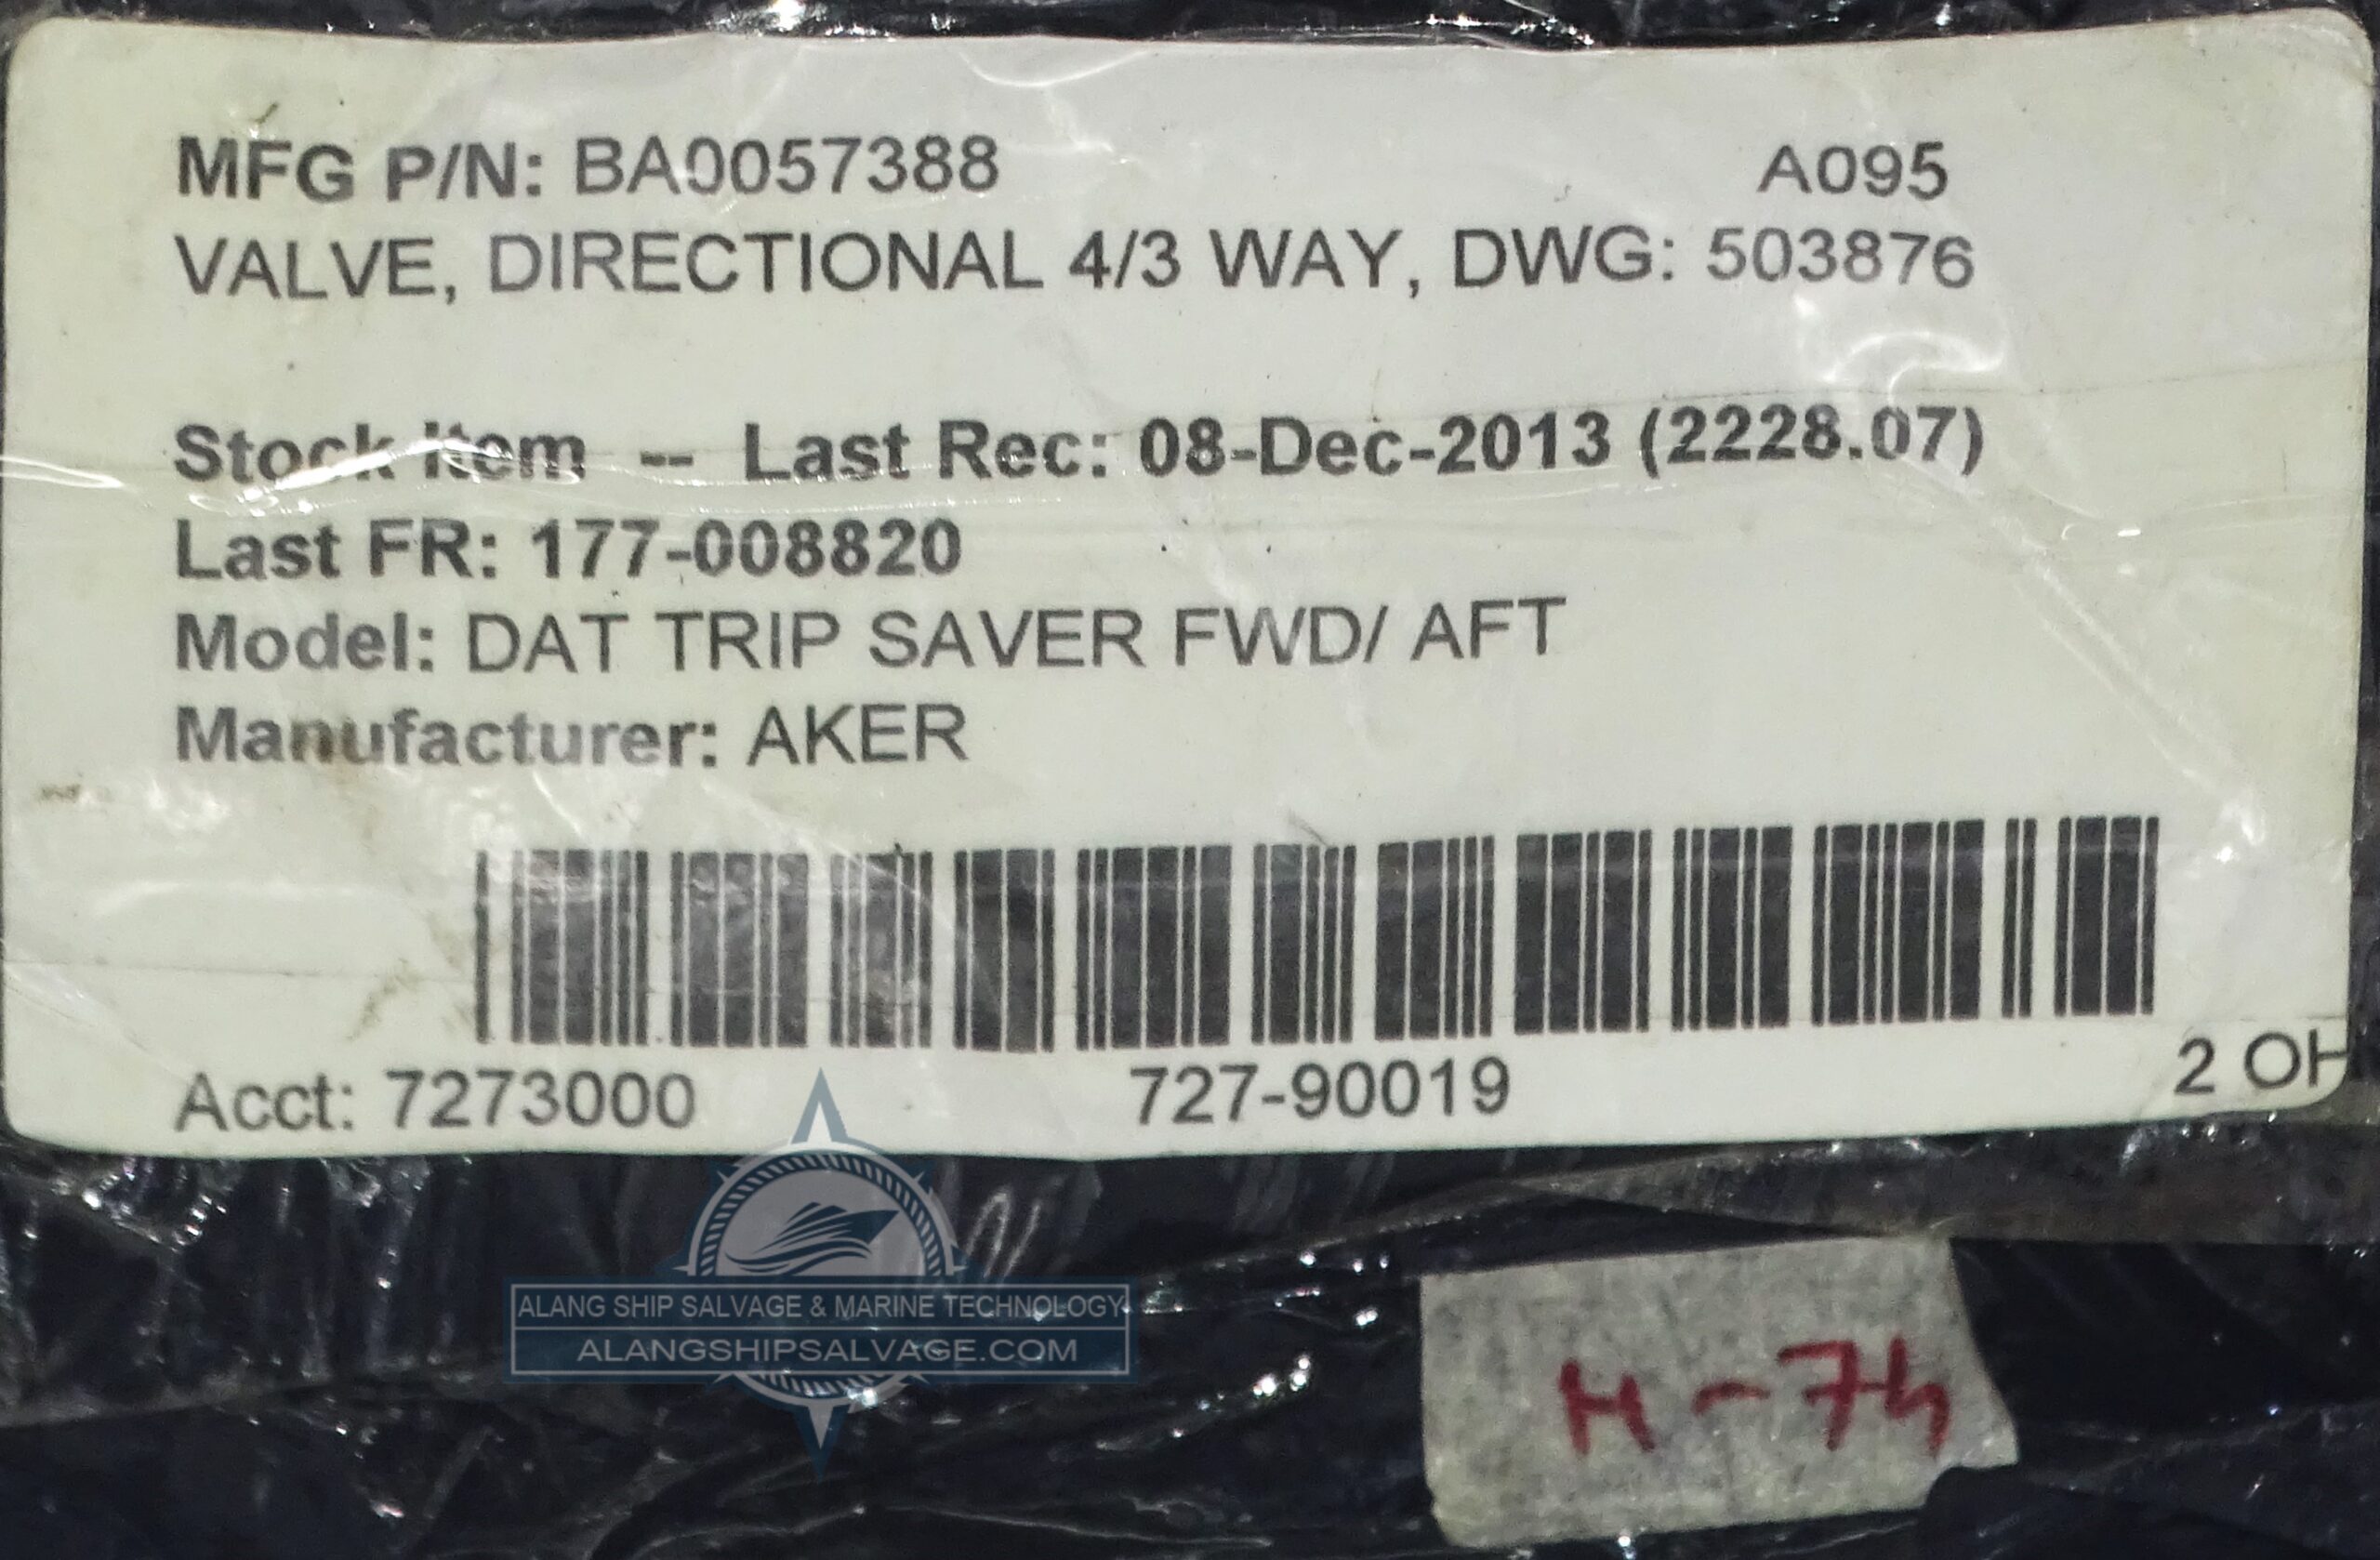 MFG P/N: BA0057388 A095
VALVE, DIRECTIONAL 4/3 WAY, DWG: 503876
Stock item -- Last Rec: 08-Dec-2013 (2228.07)
Last FR: 177-008820
Model: DAT TRIP SAVER FWD/ AFT
Manufacturer: AKER
Acct: 7273000 727-90019 2 OH
ALANG SHIP SALVAGE & MARINE TECHNOLOGY
ALANGSHIPSALVAGE.COM
H-74